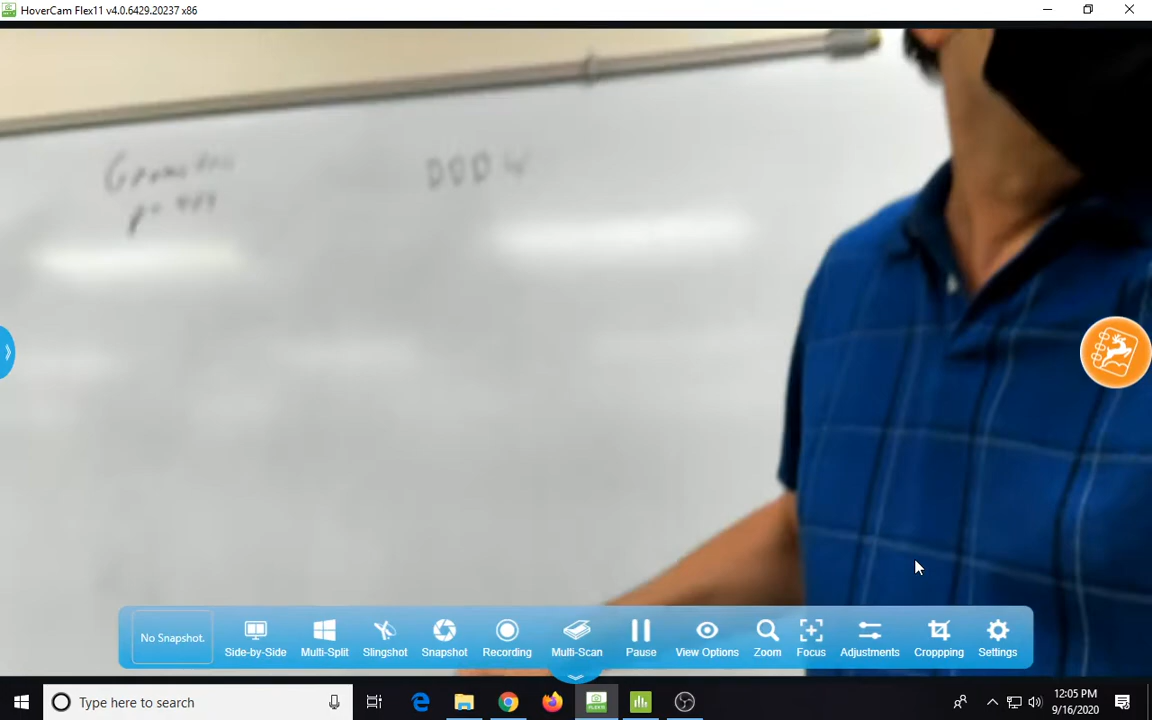 HoverCam Flex11 v4.0.6429.20237 x86
DDD
No Snapshot.
Side-by-Side
Multi-Split
Slingshot
Snapshot
Recording
Multi-Scan
Pause
View Options
Zoom
Focus
Adjustments
Croppping
Settings
Type here to search
12:05 PM
9/16/2020